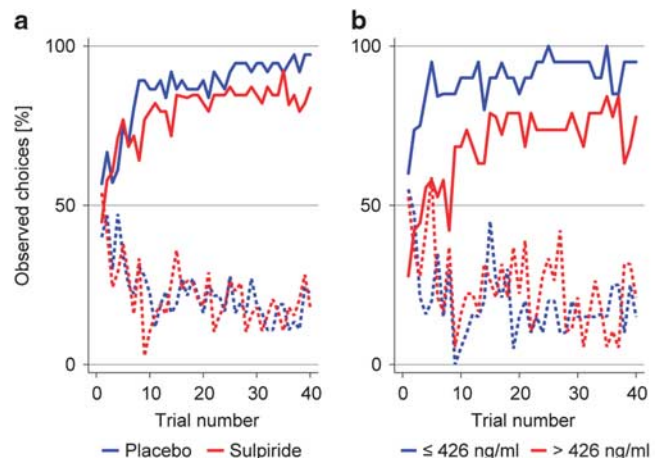 a
b
Observed choices [%]
100
50
0
0 10 20 30 40
Trial number
Placebo Sulpiride
100
50
0
0 10 20 30 40
Trial number
≤ 426 ng/ml > 426 ng/ml